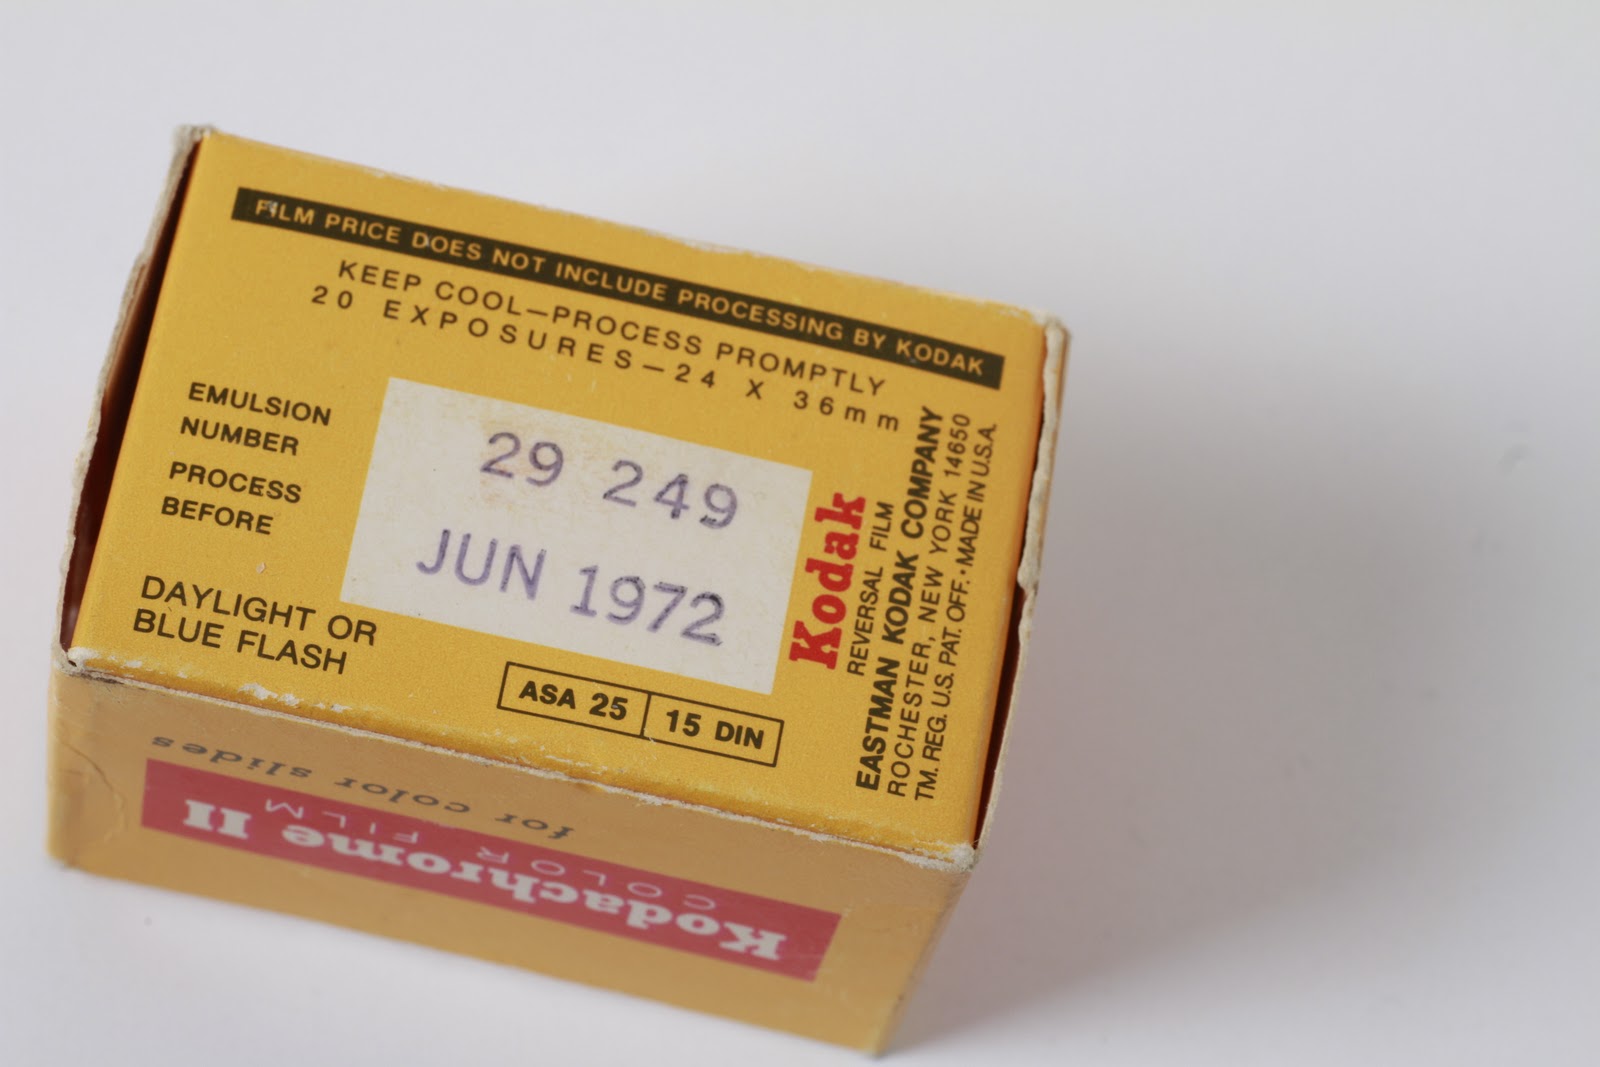 FILM PRICE DOES NOT INCLUDE PROCESSING BY KODAK
KEEP COOL—PROCESS PROMPTLY
20 EXPOSURES—24 X 36mm
EMULSION
NUMBER
29 249
PROCESS
BEFORE
JUN 1972
DAYLIGHT OR
BLUE FLASH
ASA 25
15 DIN
Kodak
REVERSAL FILM
EASTMAN KODAK COMPANY
ROCHESTER, NEW YORK 14650
TM. REG. U.S. PAT. OFF. • MADE IN U.S.A.
Kodachrome II
COLOR FILM
for color slides